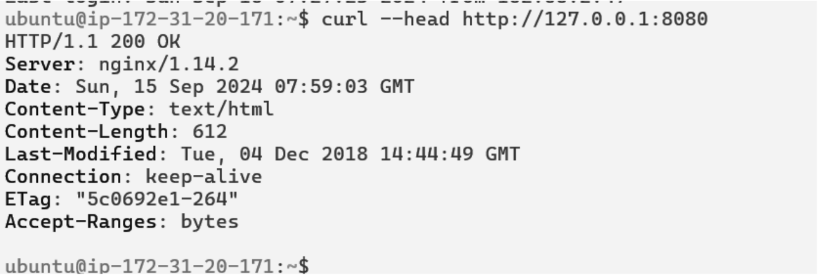 ubuntu@ip-172-31-20-171:~$ curl --head http://127.0.0.1:8080
HTTP/1.1 200 OK
Server: nginx/1.14.2
Date: Sun, 15 Sep 2024 07:59:03 GMT
Content-Type: text/html
Content-Length: 612
Last-Modified: Tue, 04 Dec 2018 14:44:49 GMT
Connection: keep-alive
ETag: "5c0692e1-264"
Accept-Ranges: bytes
ubuntu@ip-172-31-20-171:~$